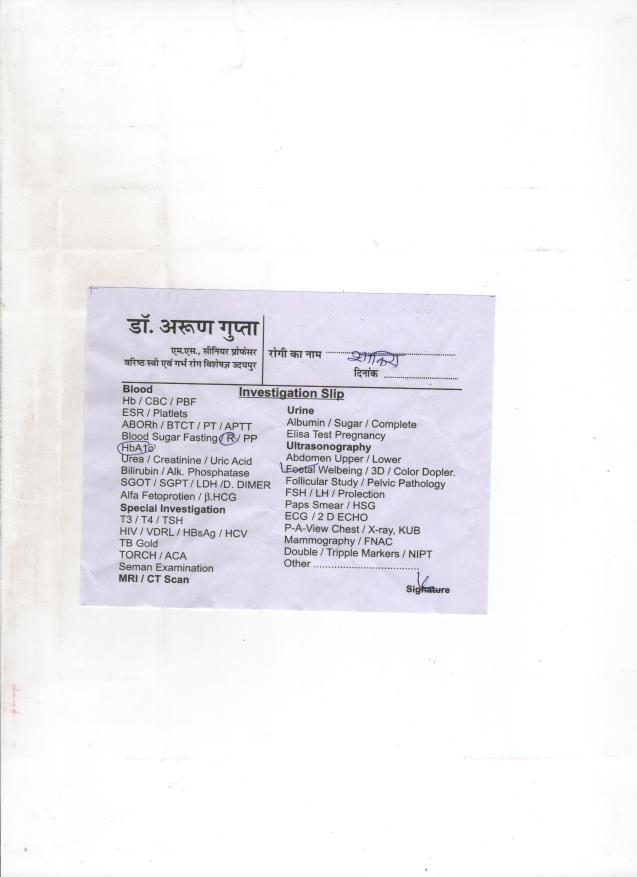 डॉ. अरूण गुप्ता
एम.एस., सीनियर प्रोफेसर
वरिष्ठ स्त्री एवं गर्भ रोग विशेषज्ञ उदयपुर
रोगी का नाम
दिनांक
Investigation Slip
Blood
Hb / CBC / PBF
ESR / Platlets
ABORh / BTCT / PT / APTT
Blood Sugar Fasting / R / PP
HbA1c
Urea / Creatinine / Uric Acid
Bilirubin / Alk. Phosphatase
SGOT / SGPT / LDH /D. DIMER
Alfa Fetoprotien / β.HCG
Special Investigation
T3 / T4 / TSH
HIV / VDRL / HBsAg / HCV
TB Gold
TORCH / ACA
Seman Examination
MRI / CT Scan
Urine
Albumin / Sugar / Complete
Elisa Test Pregnancy
Ultrasonography
Abdomen Upper / Lower
Foetal Welbeing / 3D / Color Dopler.
Follicular Study / Pelvic Pathology
FSH / LH / Prolection
Paps Smear / HSG
ECG / 2 D ECHO
P-A-View Chest / X-ray, KUB
Mammography / FNAC
Double / Tripple Markers / NIPT
Other ..................................
Signature